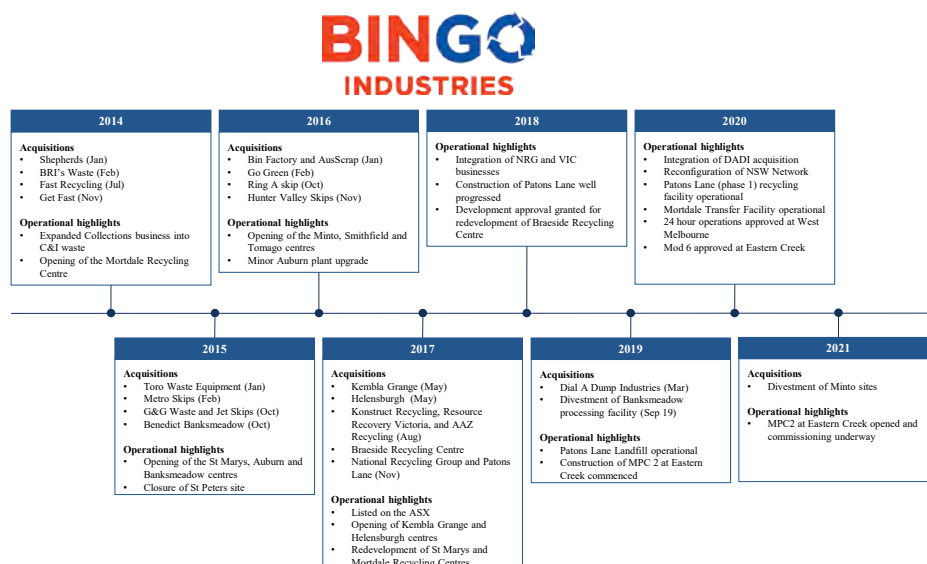 BINGO
INDUSTRIES
2014
Acquisitions
• Shepherds (Jan)
• BRI's Waste (Feb)
• Fast Recycling (Jul)
• Get Fast (Nov)
Operational highlights
• Expanded Collections business into
C&I waste
• Opening of the Mortdale Recycling
Centre
2016
Acquisitions
• Bin Factory and AusScrap (Jan)
• Go Green (Feb)
• Ring A skip (Oct)
• Hunter Valley Skips (Nov)
Operational highlights
• Opening of the Minto, Smithfield and
Tomago centres
• Minor Auburn plant upgrade
2018
Operational highlights
• Integration of NRG and VIC
businesses
• Construction of Patons Lane well
progressed
• Development approval granted for
redevelopment of Braeside Recycling
Centre
2020
Operational highlights
• Integration of DADI acquisition
• Reconfiguration of NSW Network
• Patons Lane (phase 1) recycling
facility operational
• Mortdale Transfer Facility operational
• 24 hour operations approved at West
Melbourne
• Mod 6 approved at Eastern Creek
2015
Acquisitions
• Toro Waste Equipment (Jan)
• Metro Skips (Feb)
• G&G Waste and Jet Skips (Oct)
• Benedict Banksmeadow (Oct)
Operational highlights
• Opening of the St Marys, Auburn and
Banksmeadow centres
• Closure of St Peters site
2017
Acquisitions
• Kembla Grange (May)
• Helensburgh (May)
• Konstruct Recycling, Resource
Recovery Victoria, and AAZ
Recycling (Aug)
• Braeside Recycling Centre
• National Recycling Group and Patons
Lane (Nov)
Operational highlights
• Listed on the ASX
• Opening of Kembla Grange and
Helensburgh centres
• Redevelopment of St Marys and
Mortdale Recycling Centres
2019
Acquisitions
• Dial A Dump Industries (Mar)
• Divestment of Banksmeadow
processing facility (Sep 19)
Operational highlights
• Patons Lane Landfill operational
• Construction of MPC 2 at Eastern
Creek commenced
2021
Acquisitions
• Divestment of Minto sites
Operational highlights
• MPC2 at Eastern Creek opened and
commissioning underway